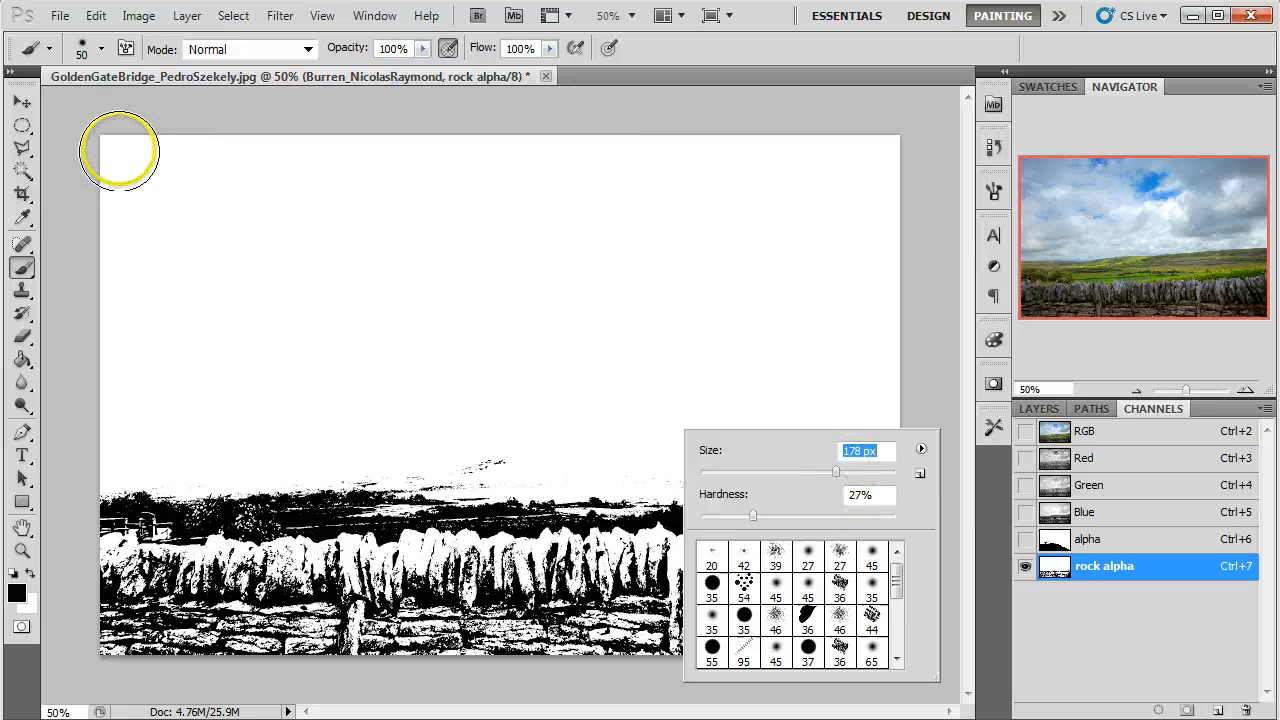 Ps File Edit Image Layer Select Filter View Window Help Br Mb 50% ESSENTIALS DESIGN PAINTING CS Live
50 Mode: Normal Opacity: 100% Flow: 100%
GoldenGateBridge_PedroSzekely.jpg @ 50% (Burren_NicolasRaymond, rock alpha/8) *
SWATCHES NAVIGATOR
Mb
A
T
50%
LAYERS PATHS CHANNELS
RGB Ctrl+2
Red Ctrl+3
Green Ctrl+4
Blue Ctrl+5
alpha Ctrl+6
rock alpha Ctrl+7
Size: 178 px
Hardness: 27%
20 42 39 27 27 45
35 54 45 45 36 35
35 35 46 36 46 44
55 95 45 37 36 65
50% Doc: 4.76M/25.9M